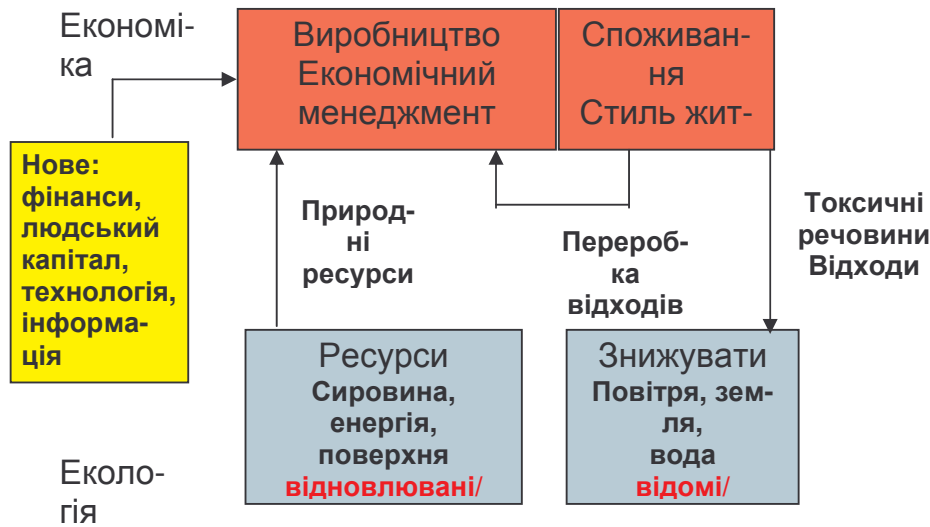 Економі-
ка
Виробництво
Економічний
менеджмент
Споживан-
ня
Стиль жит-
Нове:
фінанси,
людський
капітал,
технологія,
інформа-
ція
Природ-
ні
ресурси
Перероб-
ка
відходів
Токсичні
речовини
Відходи
Ресурси
Сировина,
енергія,
поверхня
відновлювані/
Знижувати
Повітря, зем-
ля,
вода
відомі/
Еколо-
гія